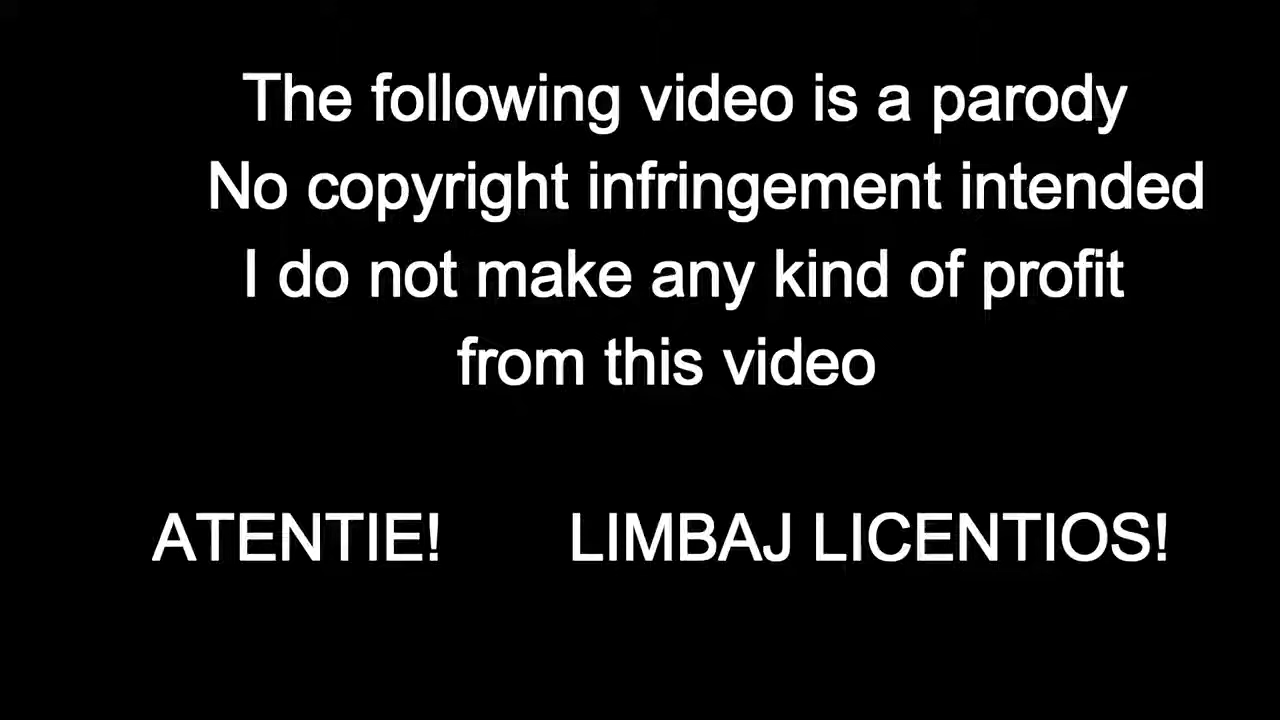 The following video is a parody
No copyright infringement intended
I do not make any kind of profit
from this video
ATENTIE! LIMBAJ LICENTIOS!